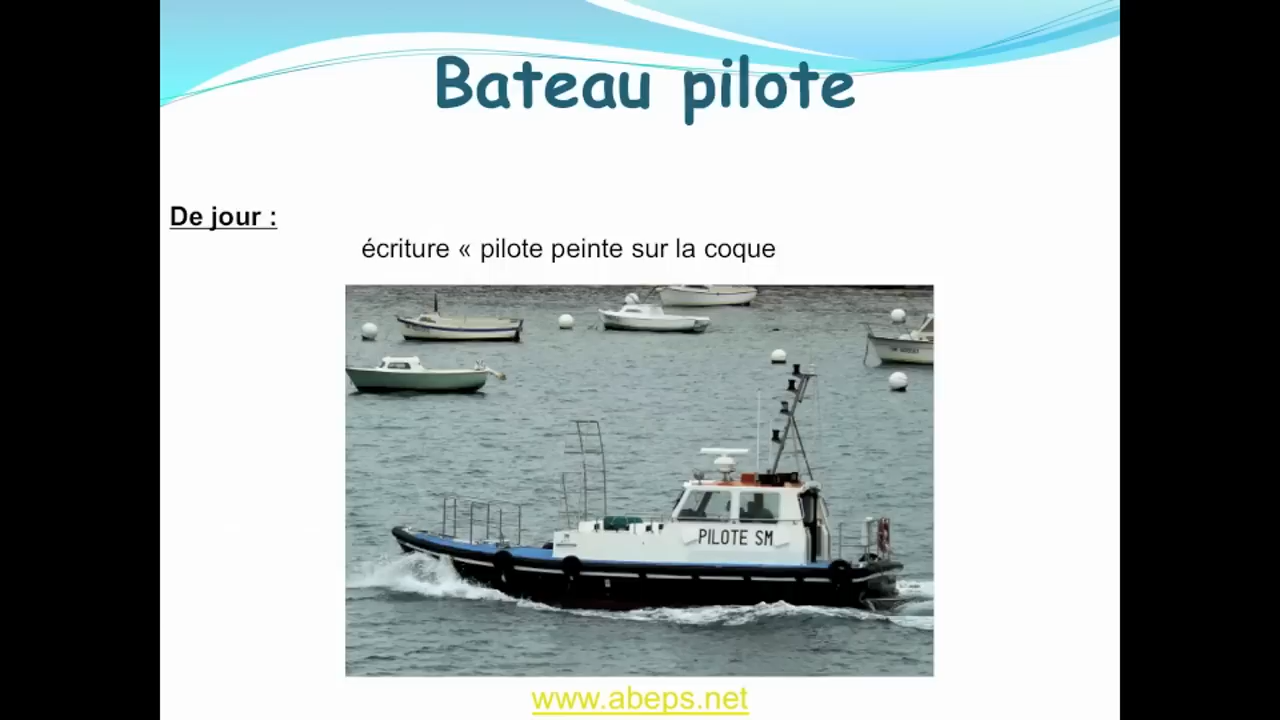 Bateau pilote
De jour :
écriture « pilote peinte sur la coque
PILOTE SM
www.abeps.net